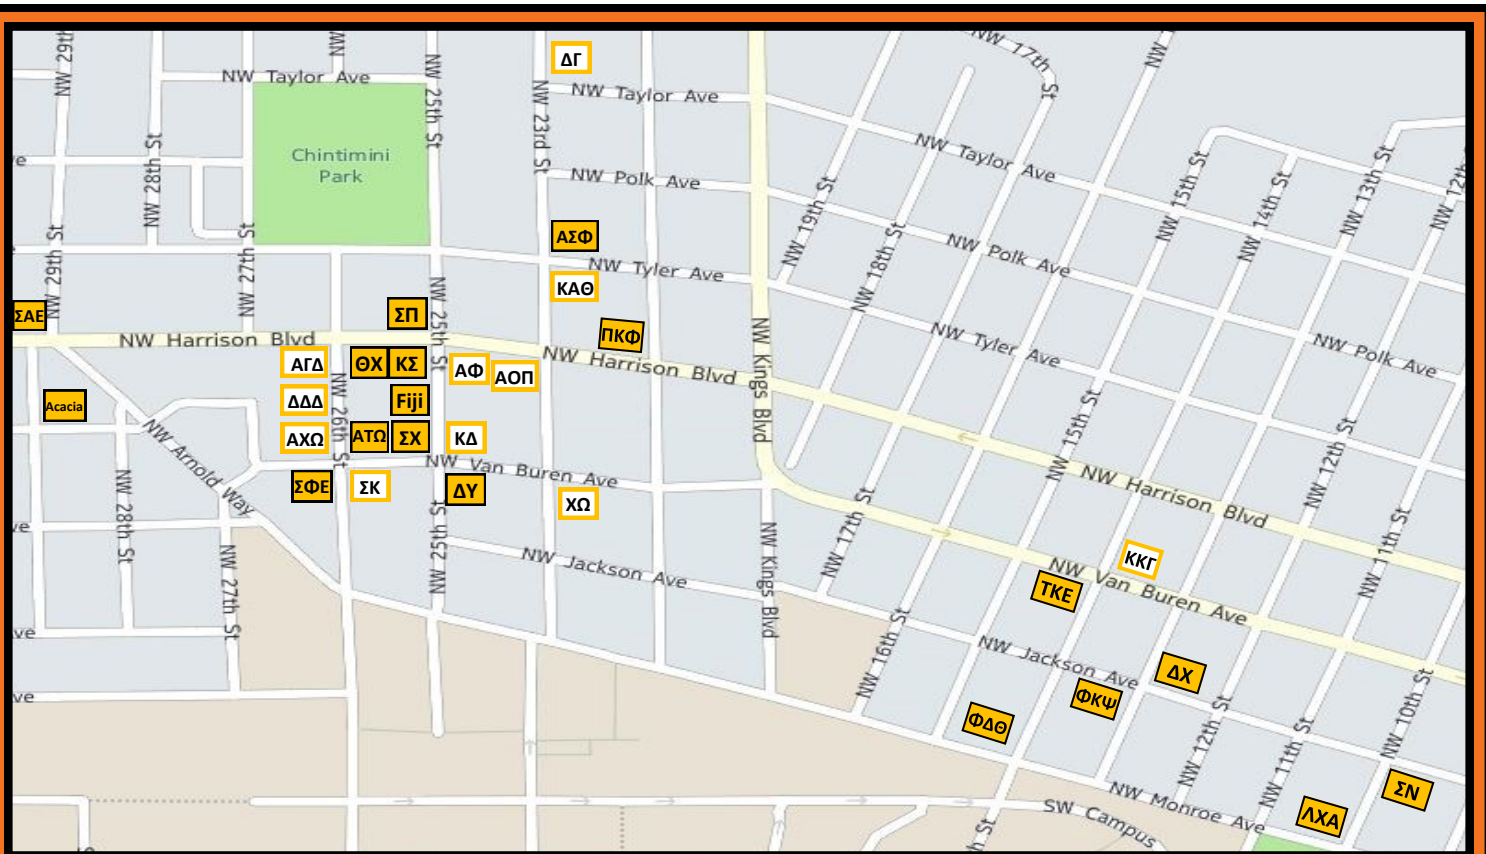 NW 29th
NW
NW 25th St
ΔΓ
NW 17th St
NW
NW Taylor Ave
NW Taylor Ave
NW 23rd St
NW Taylor Ave
Chintimini
Park
NW 28th St
NW Polk Ave
NW 19th St
NW 15th St
NW 14th St
NW 13th St
NW 12th
NW 29th St
NW 27th St
ΑΣΦ
NW 18th St
NW Polk Ave
NW Tyler Ave
ΚΑΘ
NW 25th St
ΣΑΕ
ΣΠ
ΠΚΦ
NW Harrison Blvd
NW Harrison Blvd
NW Kings Blvd
NW Tyler Ave
NW Polk Ave
ΑΓΔ
ΘΧ
ΚΣ
ΑΦ
ΑΟΠ
Acacia
ΔΔΔ
NW 26th St
Fiji
NW Arnold Way
ΑΧΩ
ΑΤΩ
ΣΧ
ΚΔ
NW 15th St
NW 12th St
NW Van Buren Ave
NW Harrison Blvd
ΣΦΕ
ΣΚ
ΔΥ
ΧΩ
NW 28th St
NW 25th St
NW 17th St
NW 11th St
NW Jackson Ave
NW Kings Blvd
ΚΚΓ
NW Van Buren Ave
ΤΚΕ
NW 27th St
ve
ve
ve
NW 16th St
NW Jackson Ave
ΔΧ
ΦΚΨ
ΦΔΘ
NW 12th St
NW 11th St
NW 10th St
NW Monroe Ave
ΣΝ
ΛΧΑ
SW Campus
h St